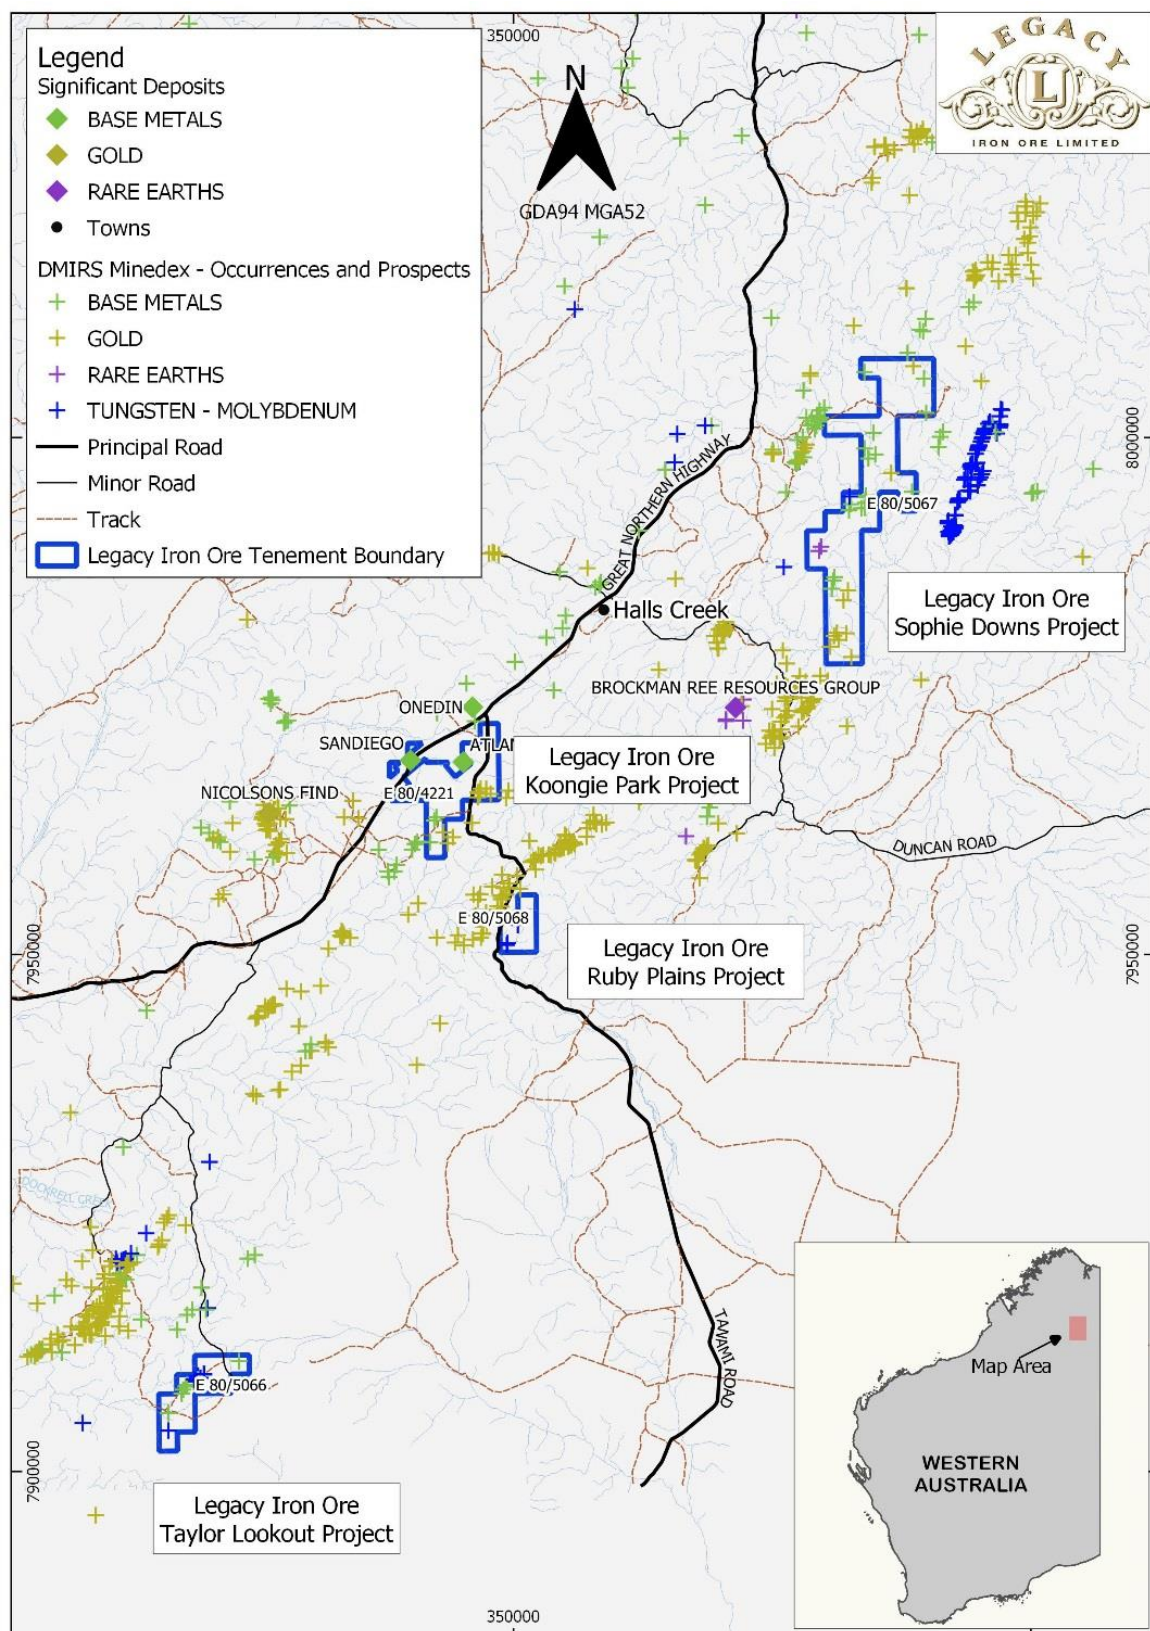 350000
LEGACY
LJ
IRON ORE LIMITED
Legend
Significant Deposits
BASE METALS
GOLD
RARE EARTHS
Towns
DMIRS Minedex - Occurrences and Prospects
BASE METALS
GOLD
RARE EARTHS
TUNGSTEN - MOLYBDENUM
Principal Road
Minor Road
Track
Legacy Iron Ore Tenement Boundary
N
GDA94 MGA52
8000000
8000000
GREAT NORTHERN HIGHWAY
E 80/5067
Halls Creek
Legacy Iron Ore
Sophie Downs Project
BROCKMAN REE RESOURCES GROUP
ONEDIN
SANDIEGO
ATLAN
Legacy Iron Ore
Koongie Park Project
NICOLSONS FIND
E 80/4221
DUNCAN ROAD
E 80/5068
7950000
7950000
Legacy Iron Ore
Ruby Plains Project
TANAMI ROAD
E 80/5066
7900000
Legacy Iron Ore
Taylor Lookout Project
Map Area
WESTERN
AUSTRALIA
350000